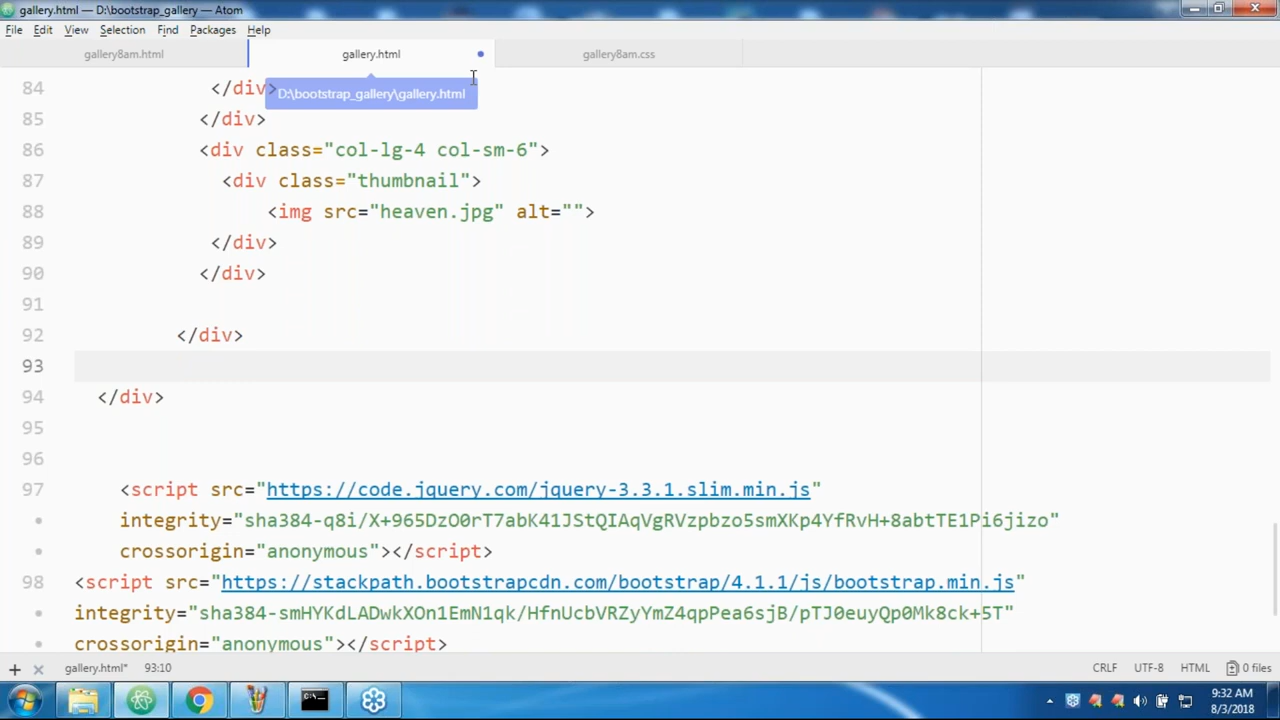 gallery.html — D:\bootstrap_gallery — Atom
File Edit View Selection Find Packages Help
gallery8am.html gallery.html gallery8am.css
D:\bootstrap_gallery\gallery.html
84 </div>
85 </div>
86 <div class="col-lg-4 col-sm-6">
87 <div class="thumbnail">
88 <img src="heaven.jpg" alt="">
89 </div>
90 </div>
91
92 </div>
93
94 </div>
95
96
97 <script src="https://code.jquery.com/jquery-3.3.1.slim.min.js"
• integrity="sha384-q8i/X+965DzO0rT7abK41JStQIAqVgRVzpbzo5smXKp4YfRvH+8abtTE1Pi6jizo"
• crossorigin="anonymous"></script>
98 <script src="https://stackpath.bootstrapcdn.com/bootstrap/4.1.1/js/bootstrap.min.js"
• integrity="sha384-smHYKdLADwkXOn1EmN1qk/HfnUcbVRZyYmZ4qpPea6sjB/pTJ0euyQp0Mk8ck+5T"
• crossorigin="anonymous"></script>
gallery.html* 93:10 CRLF UTF-8 HTML 0 files
9:32 AM
8/3/2018